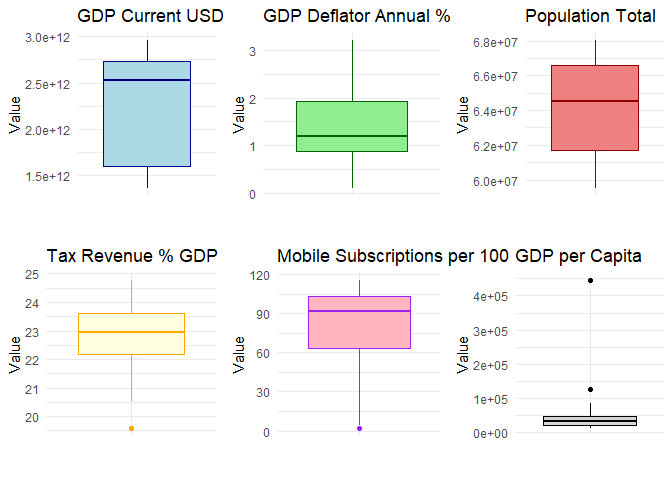 GDP Current USD
Value
3.0e+12
2.5e+12
2.0e+12
1.5e+12
GDP Deflator Annual %
Value
3
2
1
0
Population Total
Value
6.8e+07
6.6e+07
6.4e+07
6.2e+07
6.0e+07
Tax Revenue % GDP
Value
25
24
23
22
21
20
Mobile Subscriptions per 100
Value
120
90
60
30
0
GDP per Capita
Value
4e+05
3e+05
2e+05
1e+05
0e+00